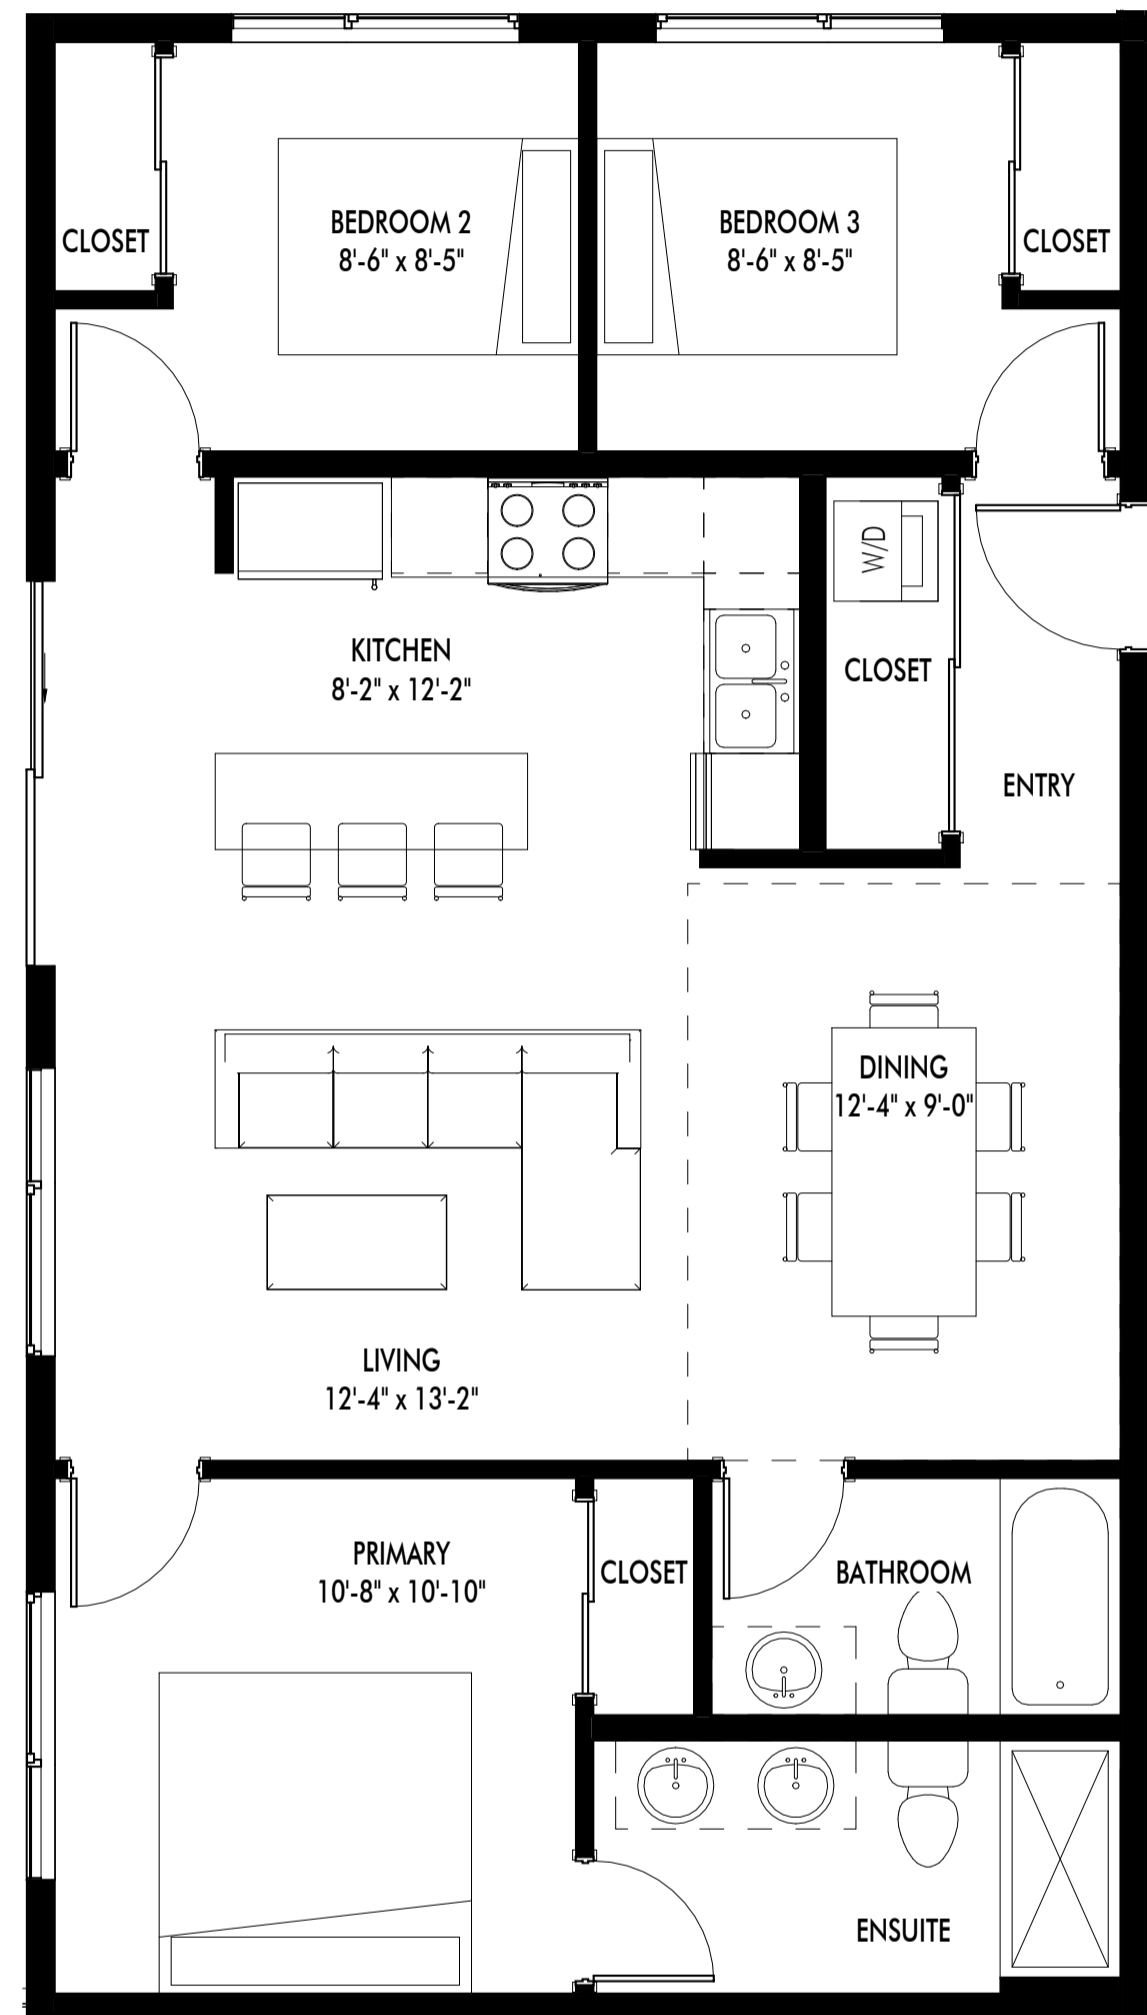 CLOSET
BEDROOM 2
8'-6" x 8'-5"
BEDROOM 3
8'-6" x 8'-5"
CLOSET
W/D
KITCHEN
8'-2" x 12'-2"
CLOSET
ENTRY
DINING
12'-4" x 9'-0"
LIVING
12'-4" x 13'-2"
PRIMARY
10'-8" x 10'-10"
CLOSET
BATHROOM
ENSUITE